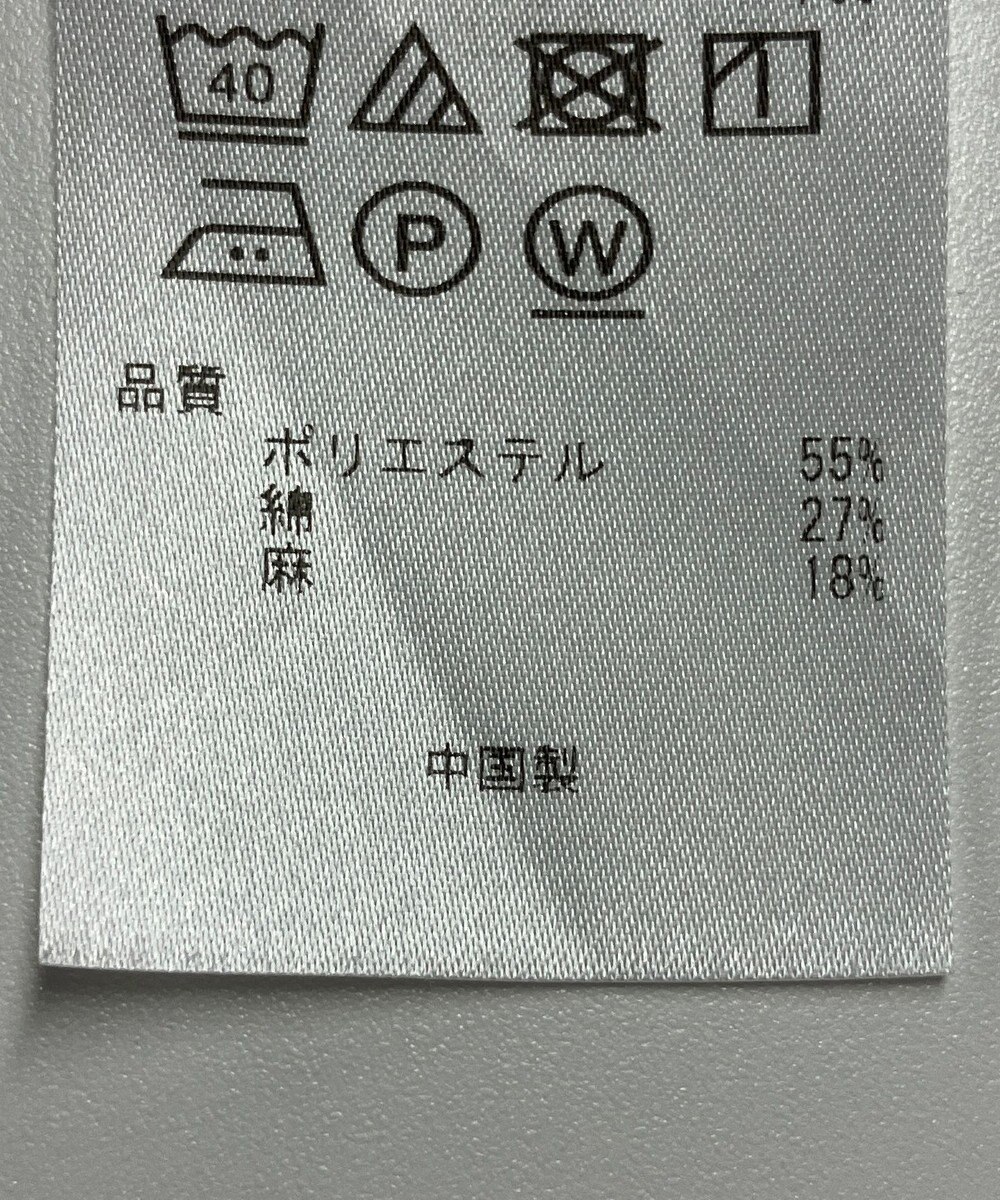 40
P W
品質
ポリエステル 55%
綿 27%
麻 18%
中国製